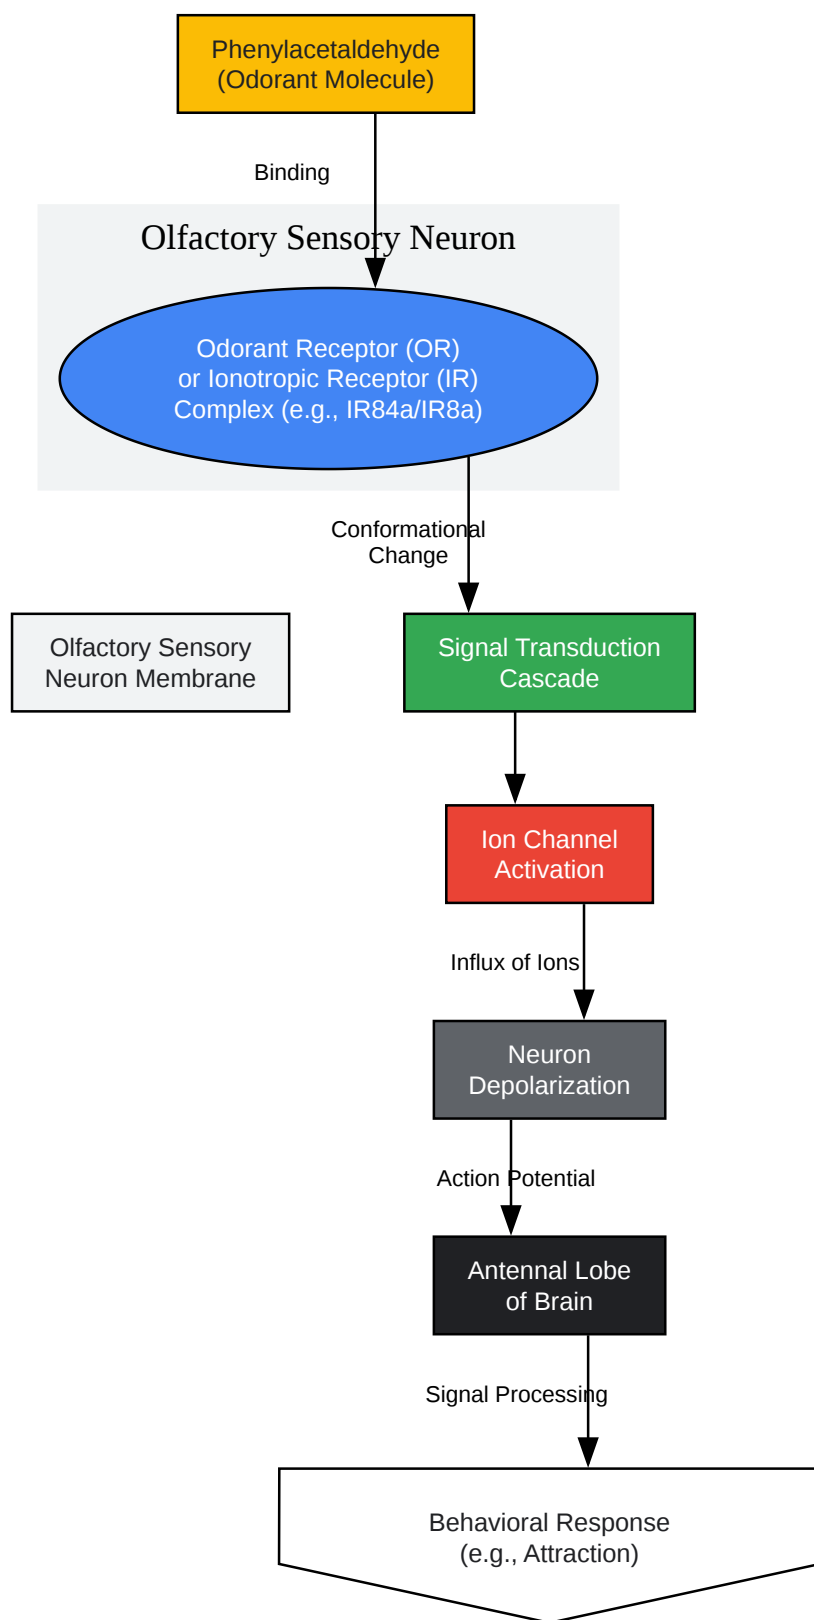 Phenylacetaldehyde
(Odorant Molecule)
Binding
Olfactory Sensory Neuron
Odorant Receptor (OR)
or Ionotropic Receptor (IR)
Complex (e.g., IR84a/IR8a)
Conformational
Change
Olfactory Sensory
Neuron Membrane
Signal Transduction
Cascade
Ion Channel
Activation
Influx of Ions
Neuron
Depolarization
Action Potential
Antennal Lobe
of Brain
Signal Processing
Behavioral Response
(e.g., Attraction)